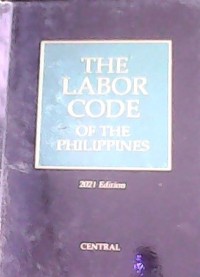 THE
LABOR
CODE
OF THE
PHILIPPINES
2021 Edition
CENTRAL